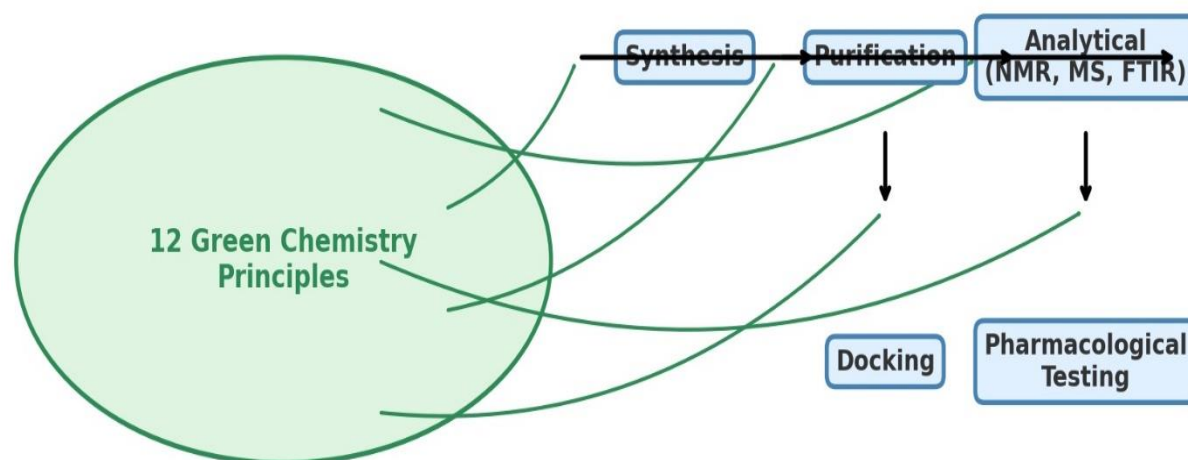 Synthesis
Purification
Analytical
(NMR, MS, FTIR)
12 Green Chemistry
Principles
Docking
Pharmacological
Testing